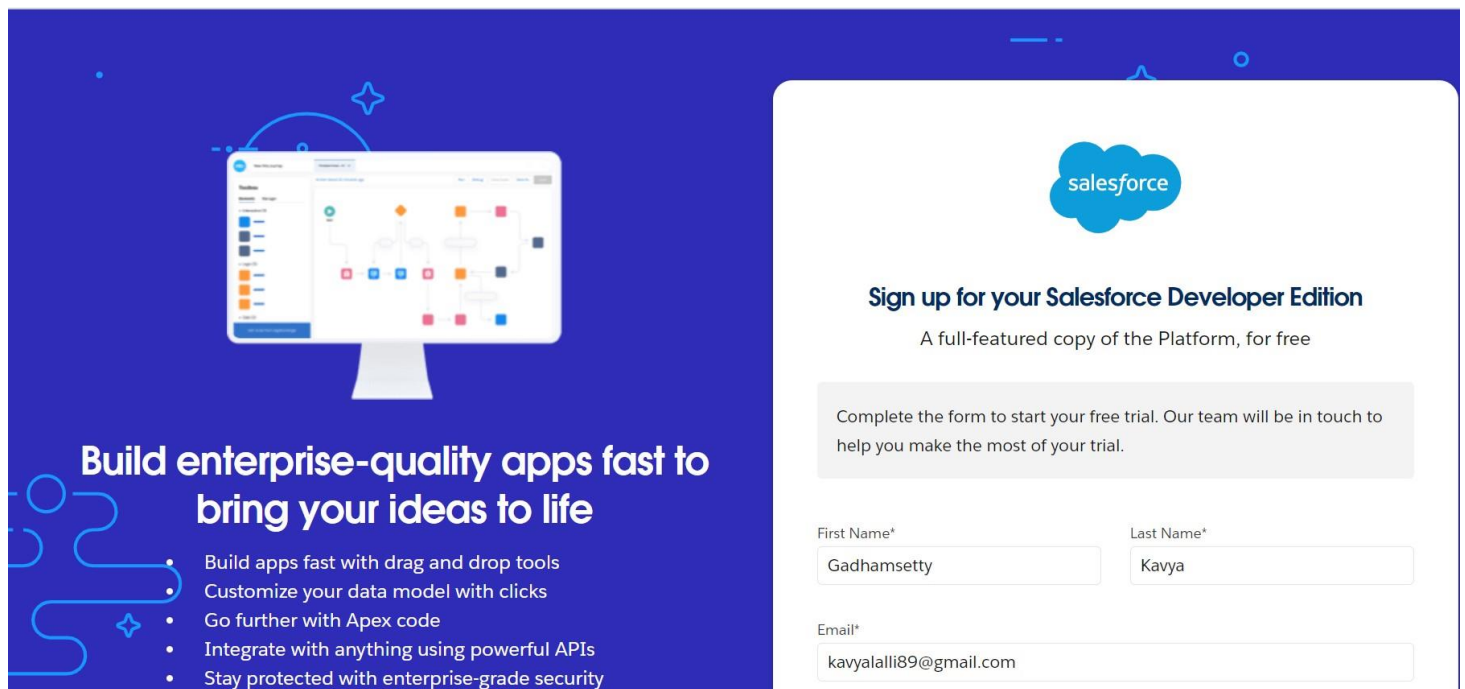 Build enterprise-quality apps fast to
bring your ideas to life
Build apps fast with drag and drop tools
Customize your data model with clicks
Go further with Apex code
Integrate with anything using powerful APIs
Stay protected with enterprise-grade security
salesforce
Sign up for your Salesforce Developer Edition
A full-featured copy of the Platform, for free
Complete the form to start your free trial. Our team will be in touch to
help you make the most of your trial.
First Name* Last Name*
Gadhamsetty Kavya
Email*
kavyalalli89@gmail.com